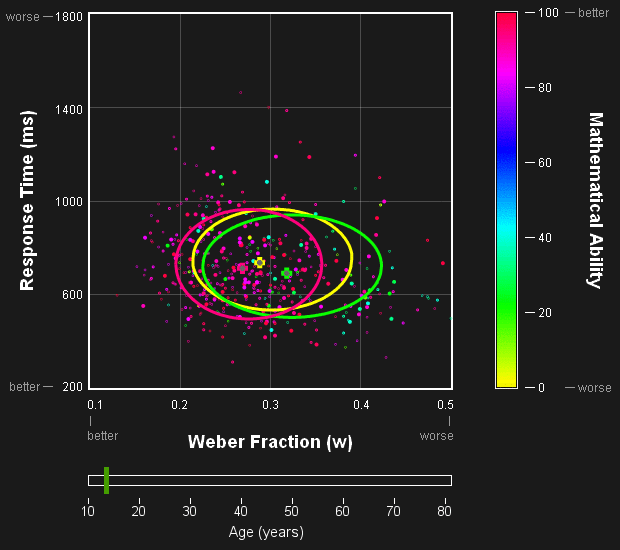 worse
1800
1400
1000
600
200
better
Response Time (ms)
0.1
0.2
0.3
0.4
0.5
better
worse
Weber Fraction (w)
10
20
30
40
50
60
70
80
Age (years)
100
better
80
60
40
20
0
worse
Mathematical Ability